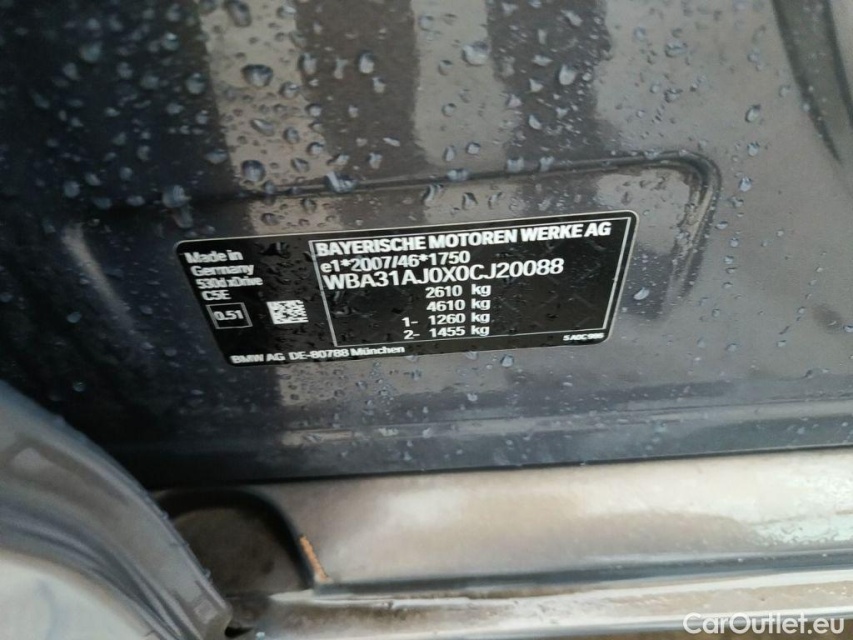 Made in
Germany
530d xDrive
C5E
0.51
BAYERISCHE MOTOREN WERKE AG
e1*2007/46*1750
WBA31AJ0X0CJ20088
2610 kg
4610 kg
1- 1260 kg
2- 1455 kg
BMW AG DE-80788 München
CarOutlet.eu